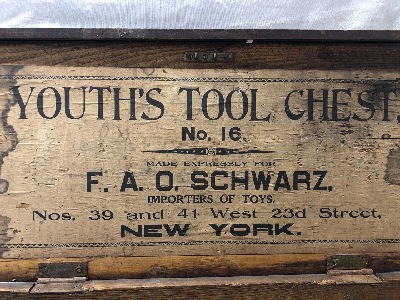 YOUTH'S TOOL CHEST,
No. 16.
MADE EXPRESSLY FOR
F. A. O. SCHWARZ,
IMPORTERS OF TOYS,
Nos. 39 and 41 West 23d Street,
NEW YORK.